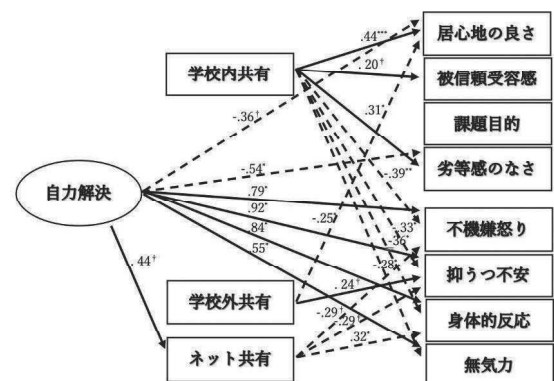 .44***
居心地の良さ
学校内共有
.20†
被信頼受容感
.31*
-.36†
課題目的
-.54*
-.39**
劣等感のなさ
自力解決
.79*
.92*
-.25†
-.33*
不機嫌怒り
.84*
-.36*
.55*
-.28*
抑うつ不安
.44†
学校外共有
.24†
-.29†
-.29†
身体的反応
ネット共有
.32*
無気力